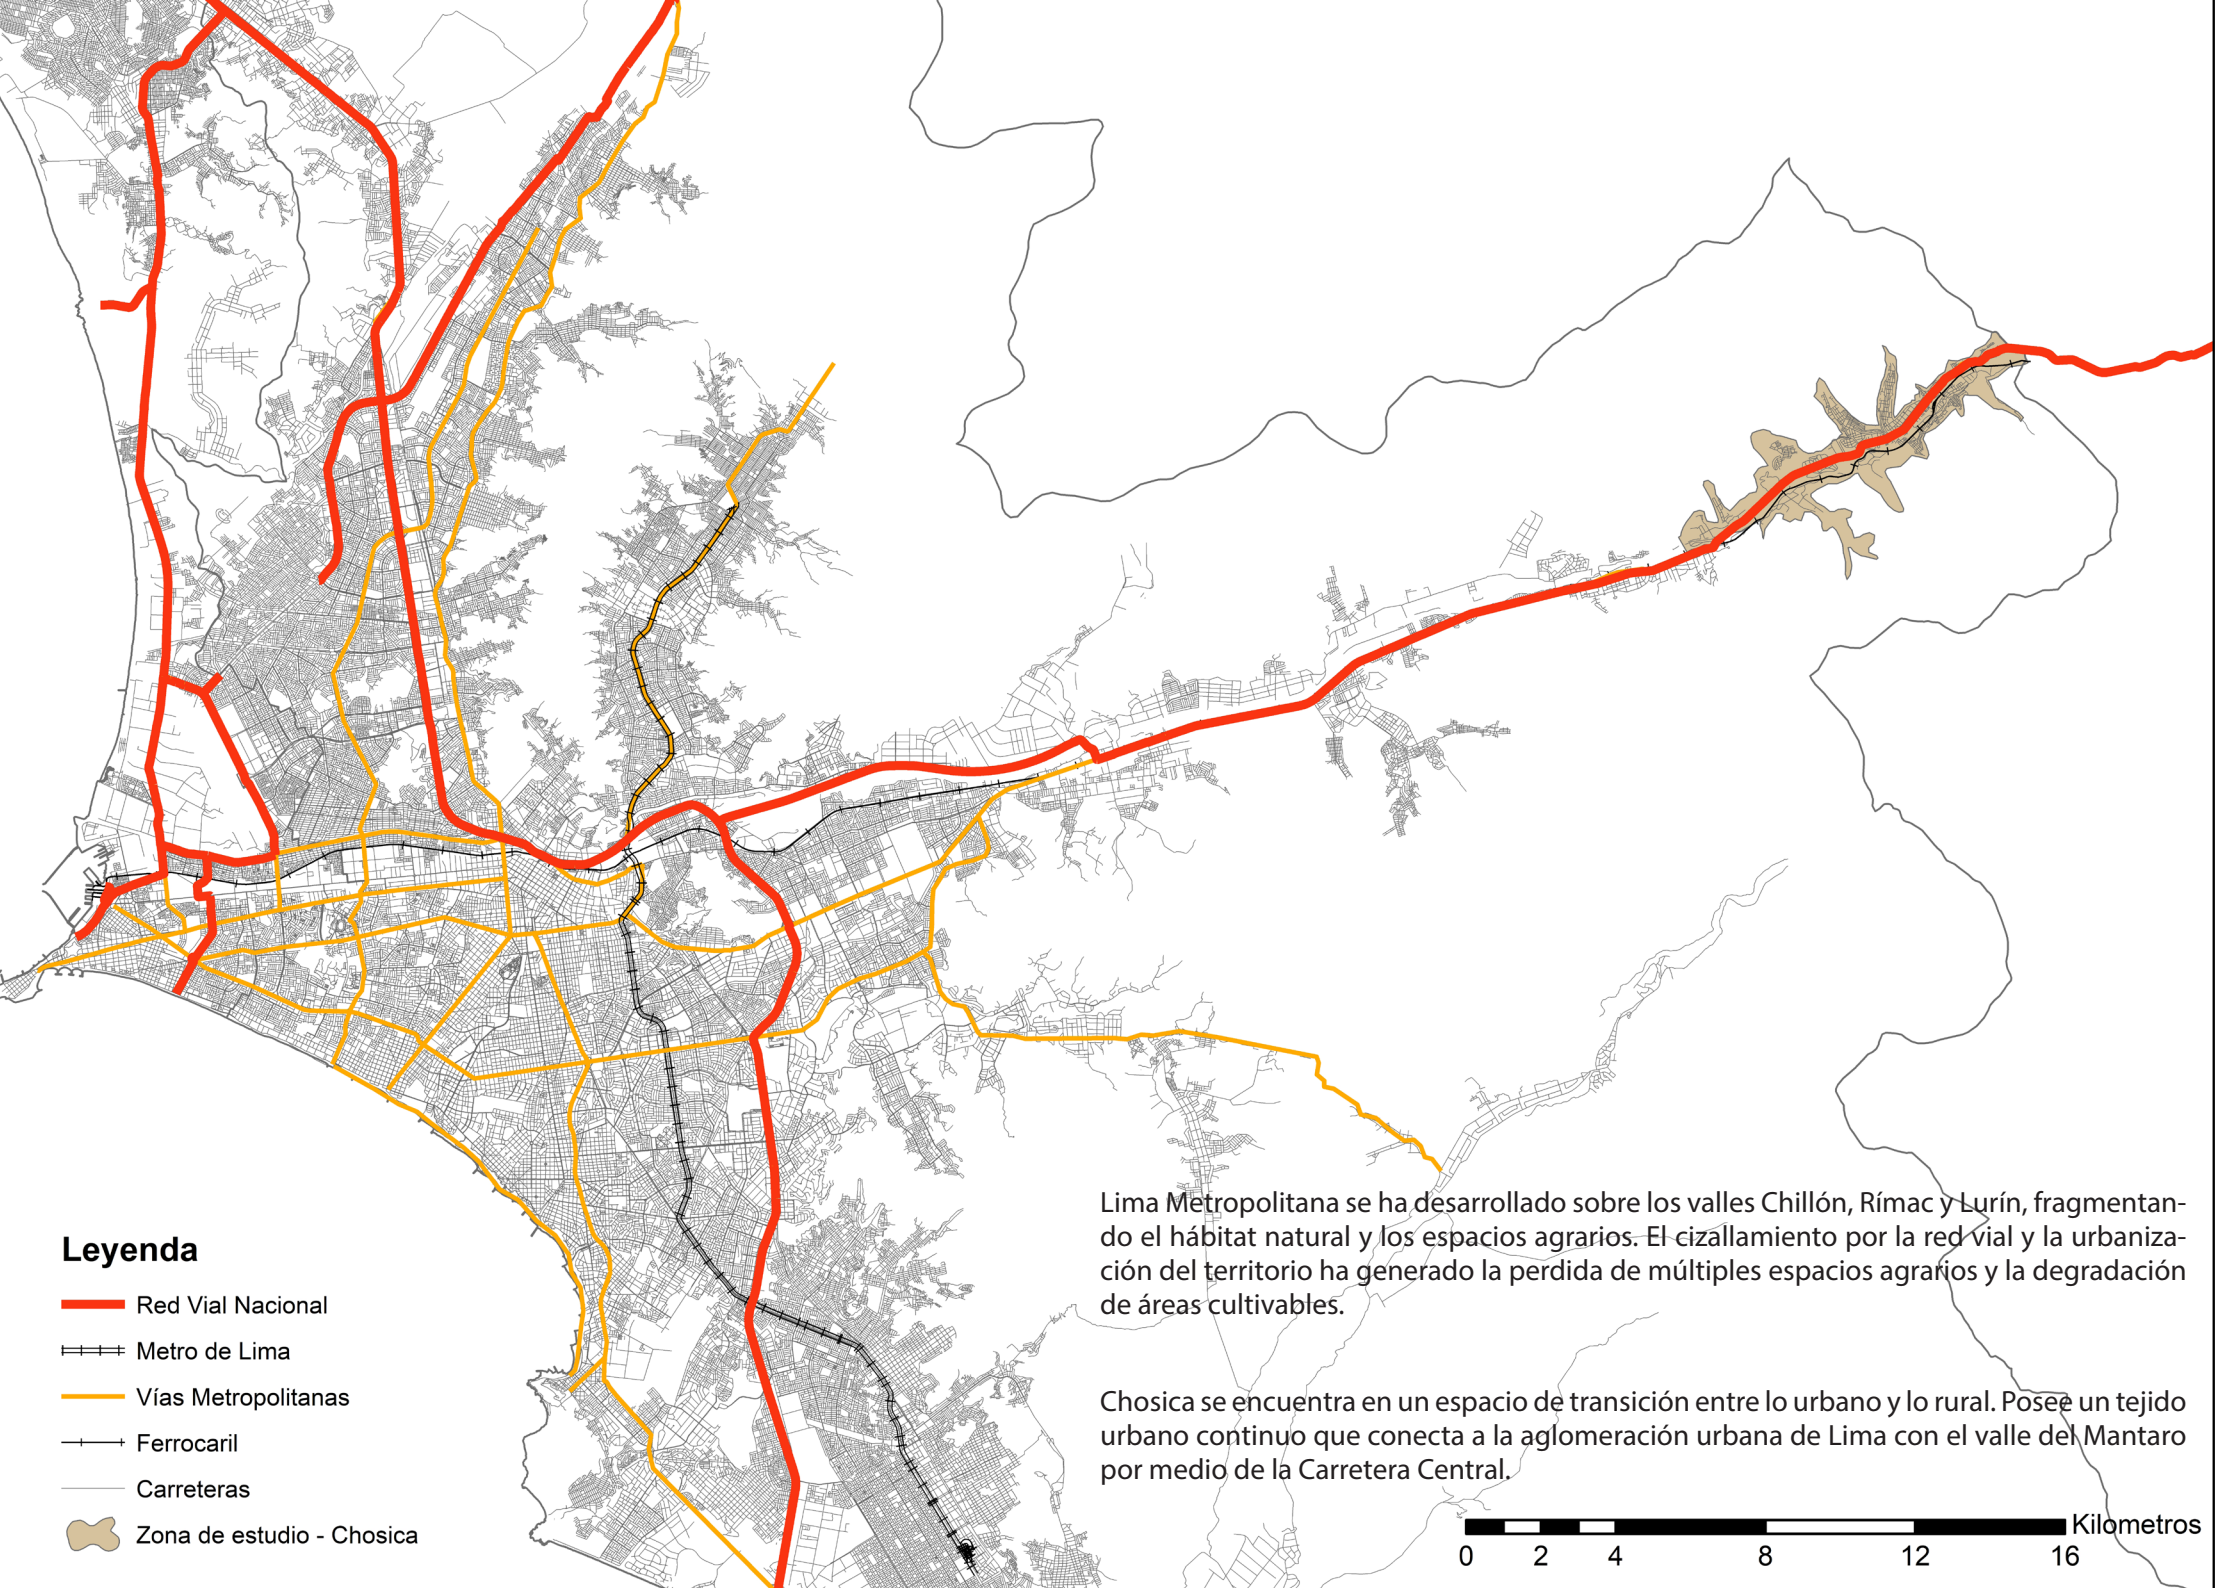 Lima Metropolitana se ha desarrollado sobre los valles Chillón, Rímac y Lurín, fragmentan-
do el hábitat natural y los espacios agrarios. El cizallamiento por la red vial y la urbaniza-
ción del territorio ha generado la perdida de múltiples espacios agrarios y la degradación
de áreas cultivables.
Chosica se encuentra en un espacio de transición entre lo urbano y lo rural. Posee un tejido
urbano continuo que conecta a la aglomeración urbana de Lima con el valle del Mantaro
por medio de la Carretera Central.
Leyenda
Red Vial Nacional
Metro de Lima
Vías Metropolitanas
Ferrocaril
Carreteras
Zona de estudio - Chosica
Kilometros
0 2 4 8 12 16